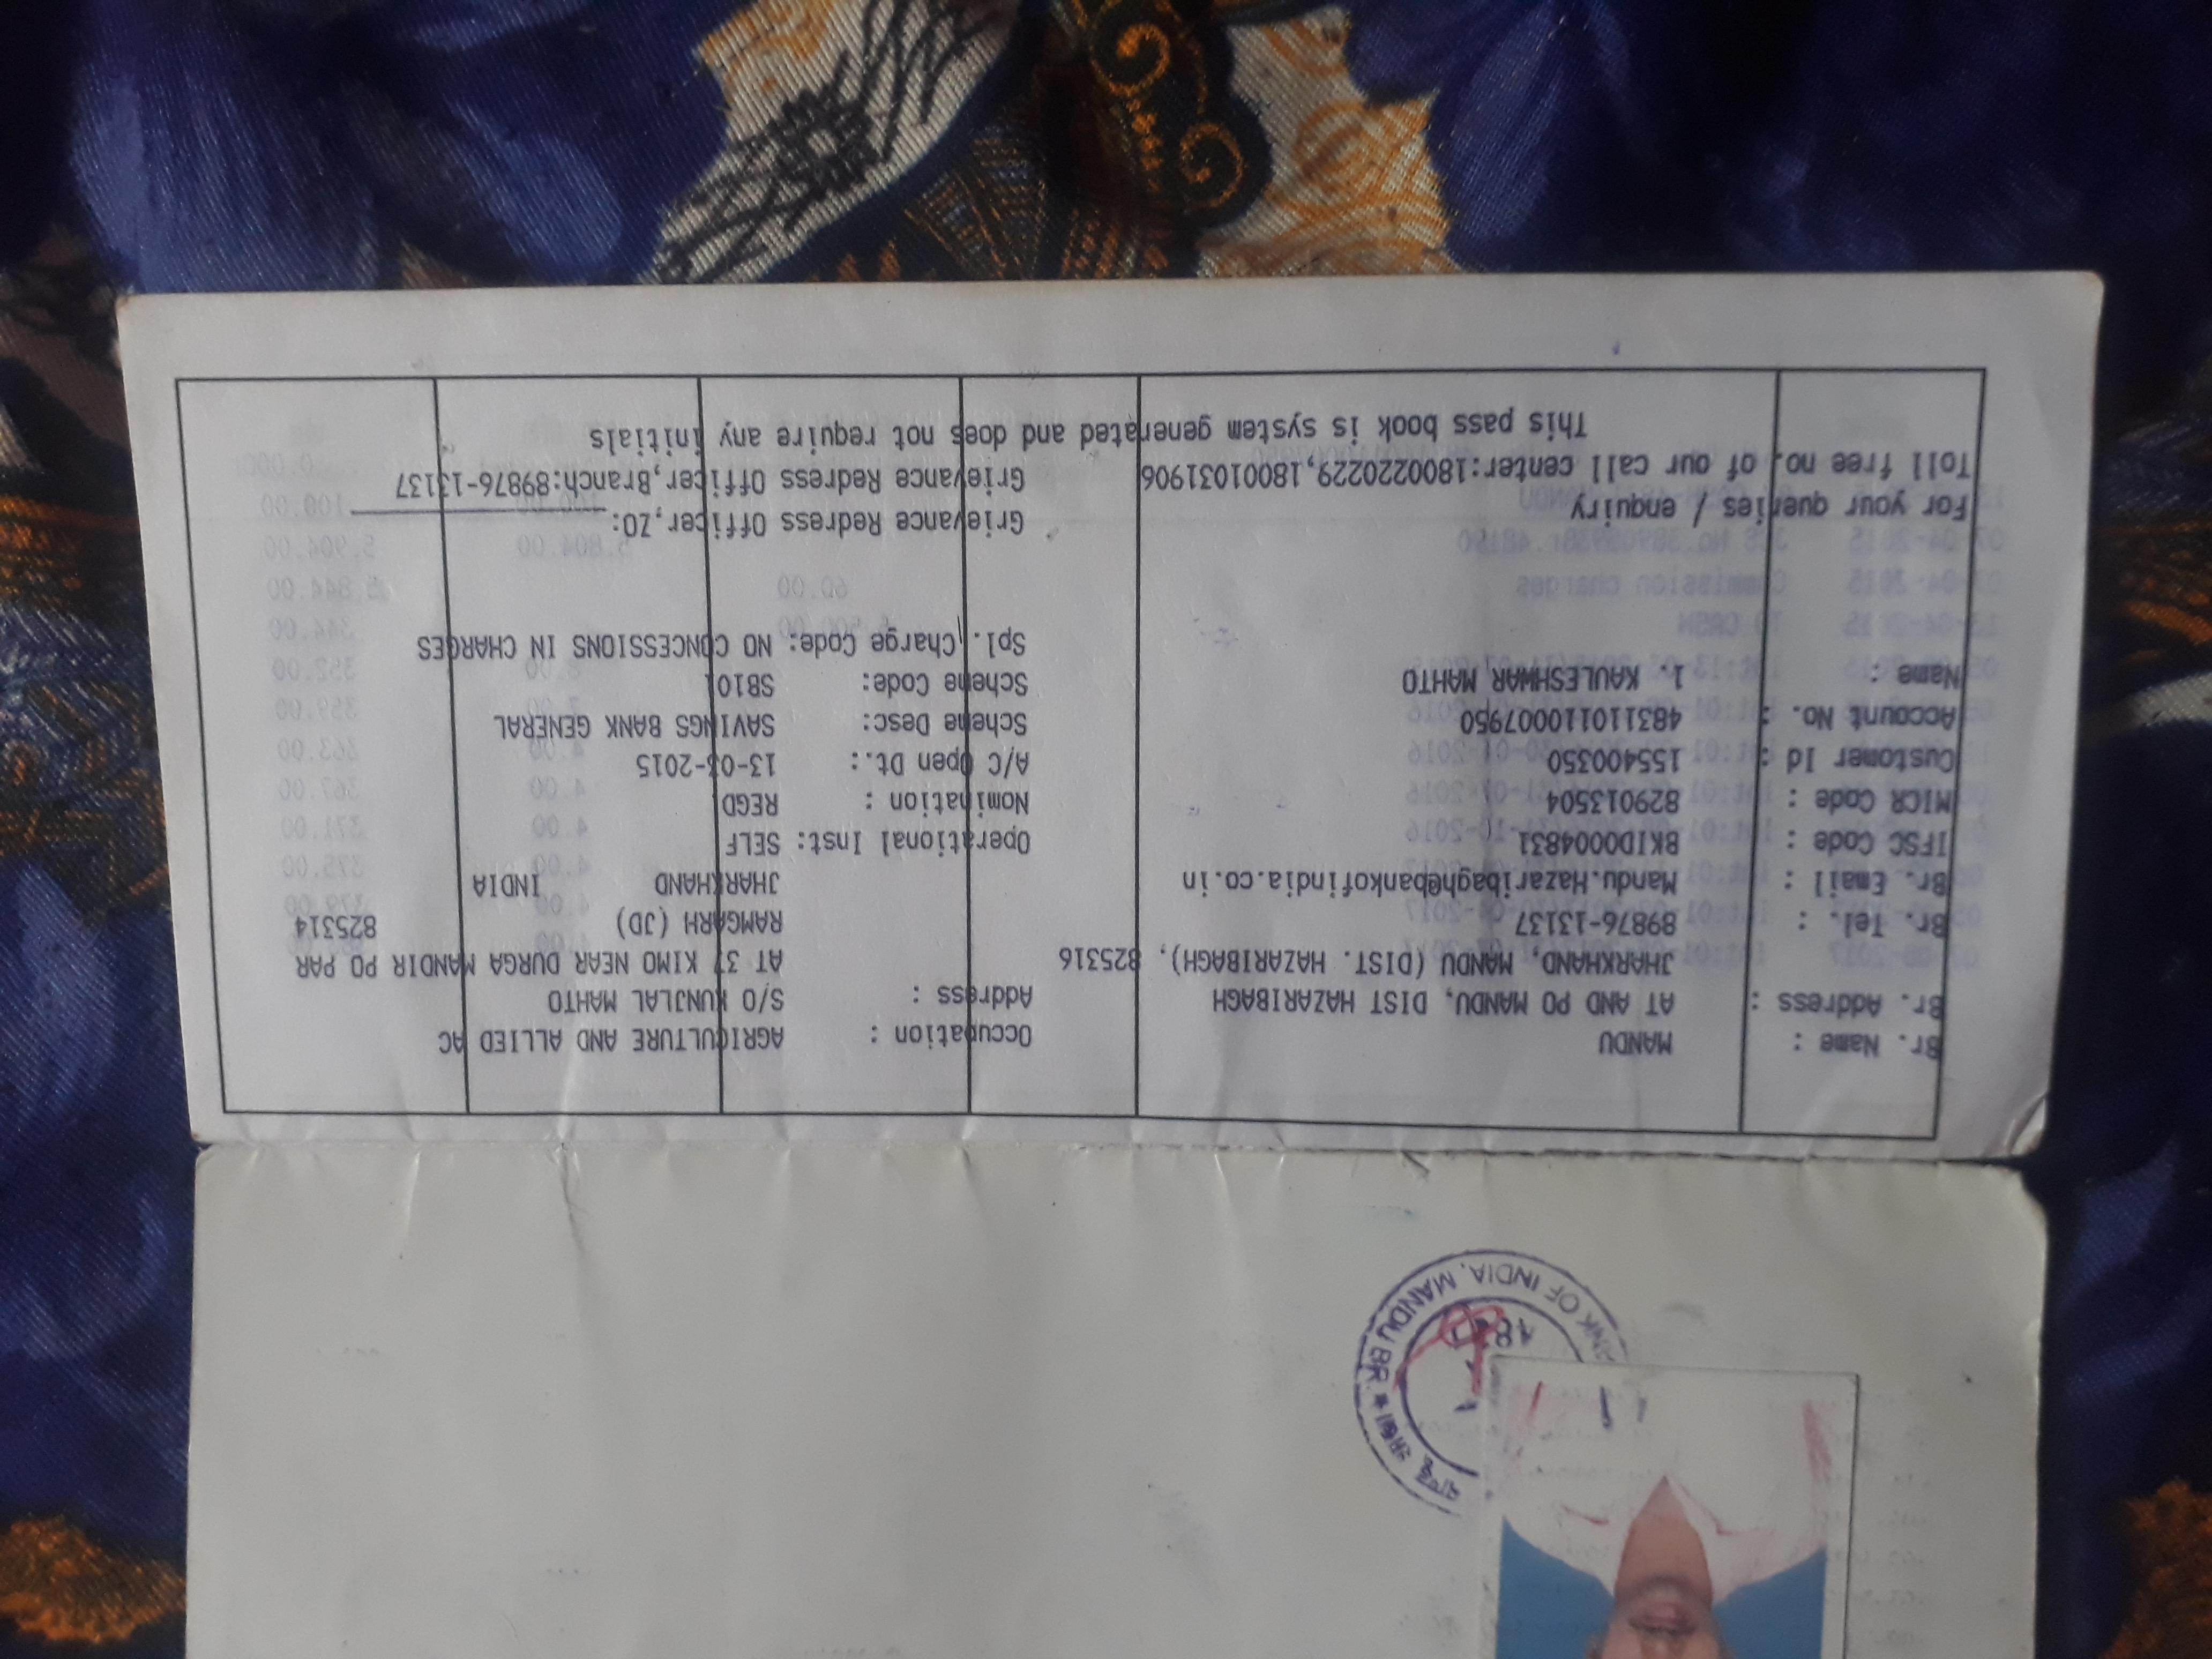 Br. Name : MANDU Occupation : AGRICULTURE AND ALLIED AC
Br. Address : AT AND PO MANDU, DIST HAZARIBAGH Address : S/O KUNJLAL MAHTO
JHARKHAND, MANDU (DIST. HAZARIBAGH), 825316 AT 37 KIMO NEAR DURGA MANDIR PO PAR
Br. Tel. : 89876-13137 RAMGARH (JD) 825314
Br. Email : Mandu.Hazaribagh@bankofindia.co.in JHARKHAND INDIA
IFSC Code : BKID0004831 Operational Inst: SELF
MICR Code : 829013504 Nomination : REGD
Customer Id : 155400350 A/C Open Dt.: 13-03-2015
Account No. : 483110110007950 Scheme Desc: SAVINGS BANK GENERAL
Name : 1. KAULESHWAR MAHTO Scheme Code: SB101
Spl. Charge Code: NO CONCESSIONS IN CHARGES
For your queries / enquiry Grievance Redress Officer,ZO:
Toll free no. of our call center:1800220229,18001031906 Grievance Redress Officer,Branch:89876-13137
This pass book is system generated and does not require any initials
OF INDIA, MANDU BR.